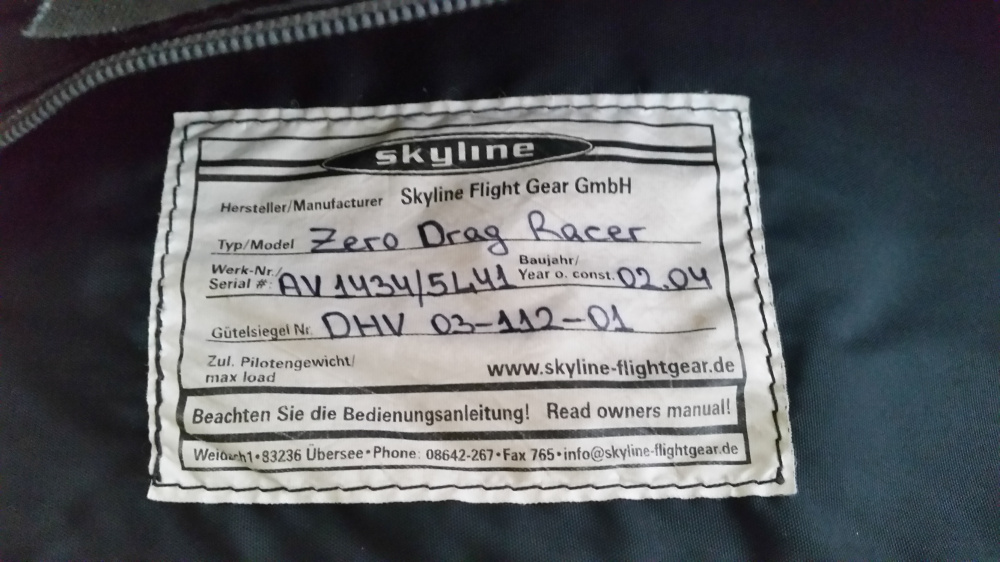 skyline
Hersteller/Manufacturer Skyline Flight Gear GmbH
Typ/Model Zero Drag Racer
Werk-Nr./ Serial #: AV1434/5L41 Baujahr/ Year o. const. 02.04
Gütelsiegel Nr. DHV 03-112-01
Zul. Pilotengewicht/
max load www.skyline-flightgear.de
Beachten Sie die Bedienungsanleitung! Read owners manual!
83236 Übersee•Phone: 08642-267•Fax 765•info@skyline-flightgear.de